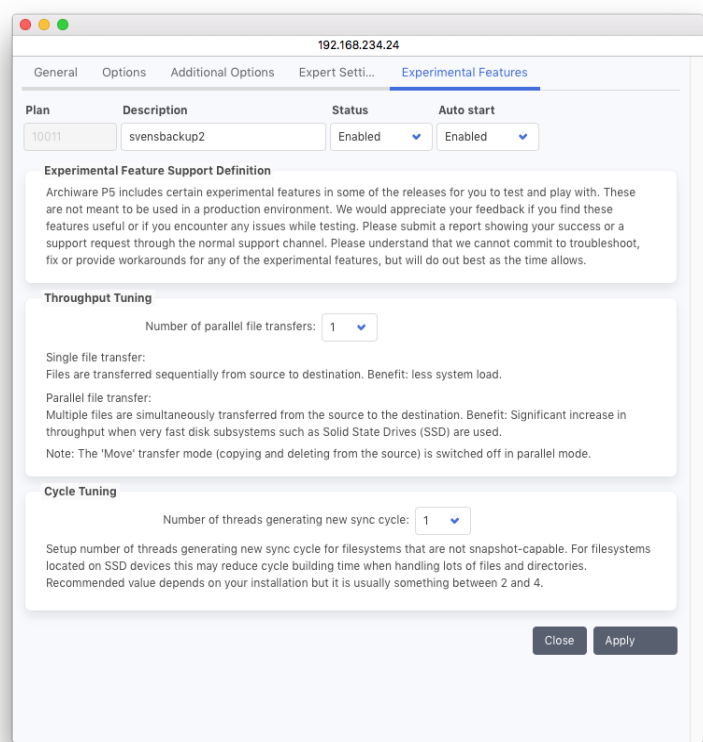 192.168.234.24
General Options Additional Options Expert Setti... Experimental Features
Plan Description Status Auto start
10011 svensbackup2 Enabled Enabled
Experimental Feature Support Definition
Archiware P5 includes certain experimental features in some of the releases for you to test and play with. These
are not meant to be used in a production environment. We would appreciate your feedback if you find these
features useful or if you encounter any issues while testing. Please submit a report showing your success or a
support request through the normal support channel. Please understand that we cannot commit to troubleshoot,
fix or provide workarounds for any of the experimental features, but will do out best as the time allows.
Throughput Tuning
Number of parallel file transfers: 1
Single file transfer:
Files are transferred sequentially from source to destination. Benefit: less system load.
Parallel file transfer:
Multiple files are simultaneously transferred from the source to the destination. Benefit: Significant increase in
throughput when very fast disk subsystems such as Solid State Drives (SSD) are used.
Note: The 'Move' transfer mode (copying and deleting from the source) is switched off in parallel mode.
Cycle Tuning
Number of threads generating new sync cycle: 1
Setup number of threads generating new sync cycle for filesystems that are not snapshot-capable. For filesystems
located on SSD devices this may reduce cycle building time when handling lots of files and directories.
Recommended value depends on your installation but it is usually something between 2 and 4.
Close Apply